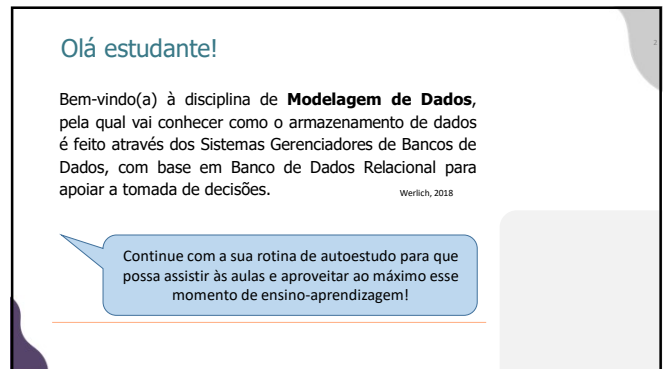 Olá estudante!
2
Bem-vindo(a) à disciplina de Modelagem de Dados,
pela qual vai conhecer como o armazenamento de dados
é feito através dos Sistemas Gerenciadores de Bancos de
Dados, com base em Banco de Dados Relacional para
apoiar a tomada de decisões.
Werlich, 2018
Continue com a sua rotina de autoestudo para que
possa assistir às aulas e aproveitar ao máximo esse
momento de ensino-aprendizagem!